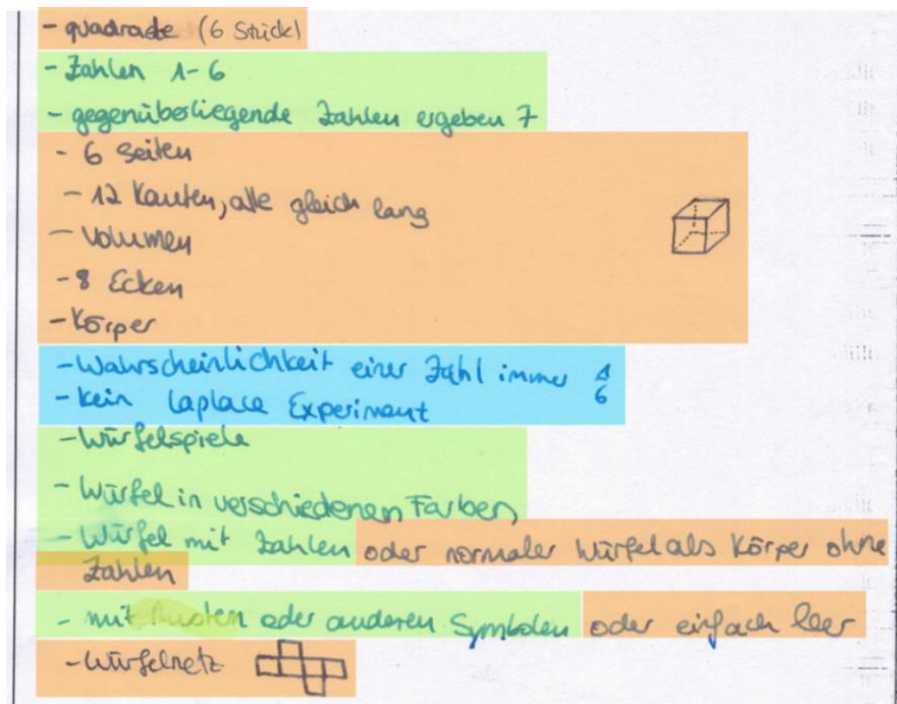 - quadrate (6 Stück)
- Zahlen 1-6
- gegenüberliegende Zahlen ergeben 7
- 6 Seiten
- 12 Kanten, alle gleich lang
- Volumen
- 8 Ecken
- Körper
- Wahrscheinlichkeit einer Zahl immer 1/6
- kein Laplace Experiment
- Würfelspiele
- Würfel in verschiedenen Farben
- Würfel mit Zahlen oder normaler Würfel als Körper ohne
Zahlen
- mit Punkten oder anderen Symbolen oder einfach leer
- Würfelnetz